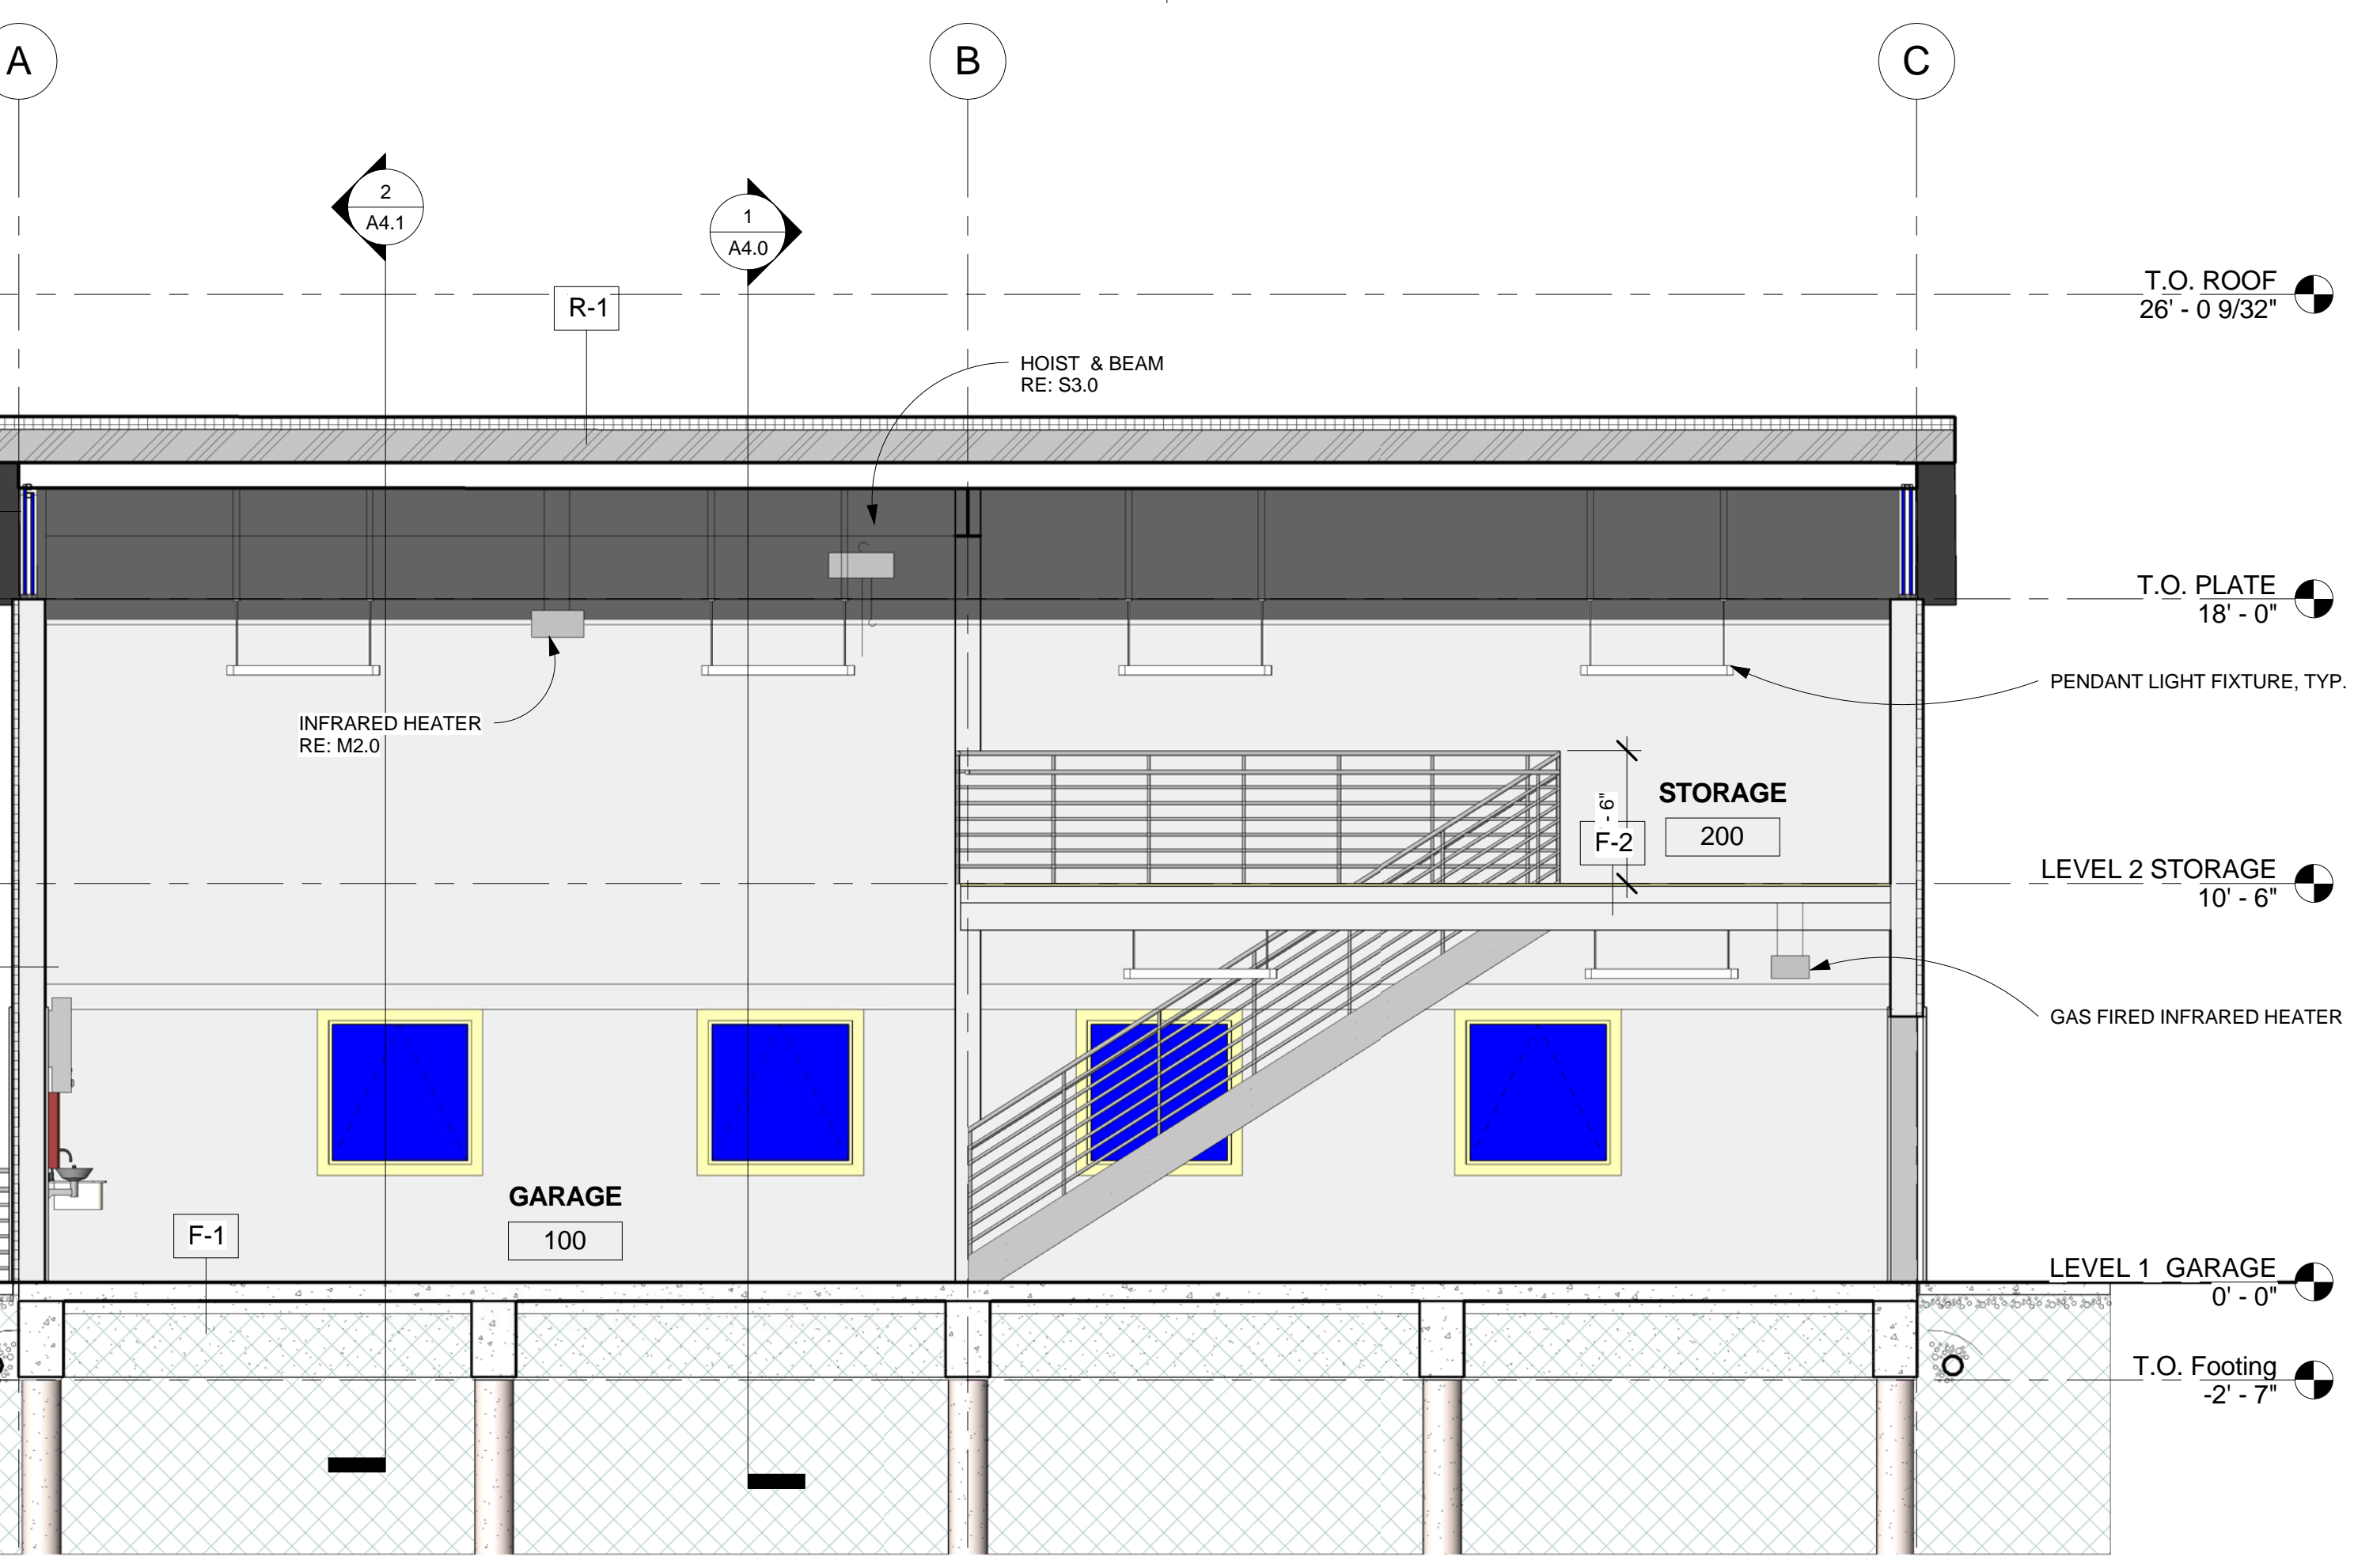 A
B
C
2
A4.1
1
A4.0
T.O. ROOF
26' - 0 9/32"
R-1
HOIST & BEAM
RE: S3.0
T.O. PLATE
18' - 0"
PENDANT LIGHT FIXTURE, TYP.
INFRARED HEATER
RE: M2.0
STORAGE
200
- 6"
F-2
LEVEL 2 STORAGE
10' - 6"
GAS FIRED INFRARED HEATER
GARAGE
100
F-1
LEVEL 1 GARAGE
0' - 0"
T.O. Footing
-2' - 7"